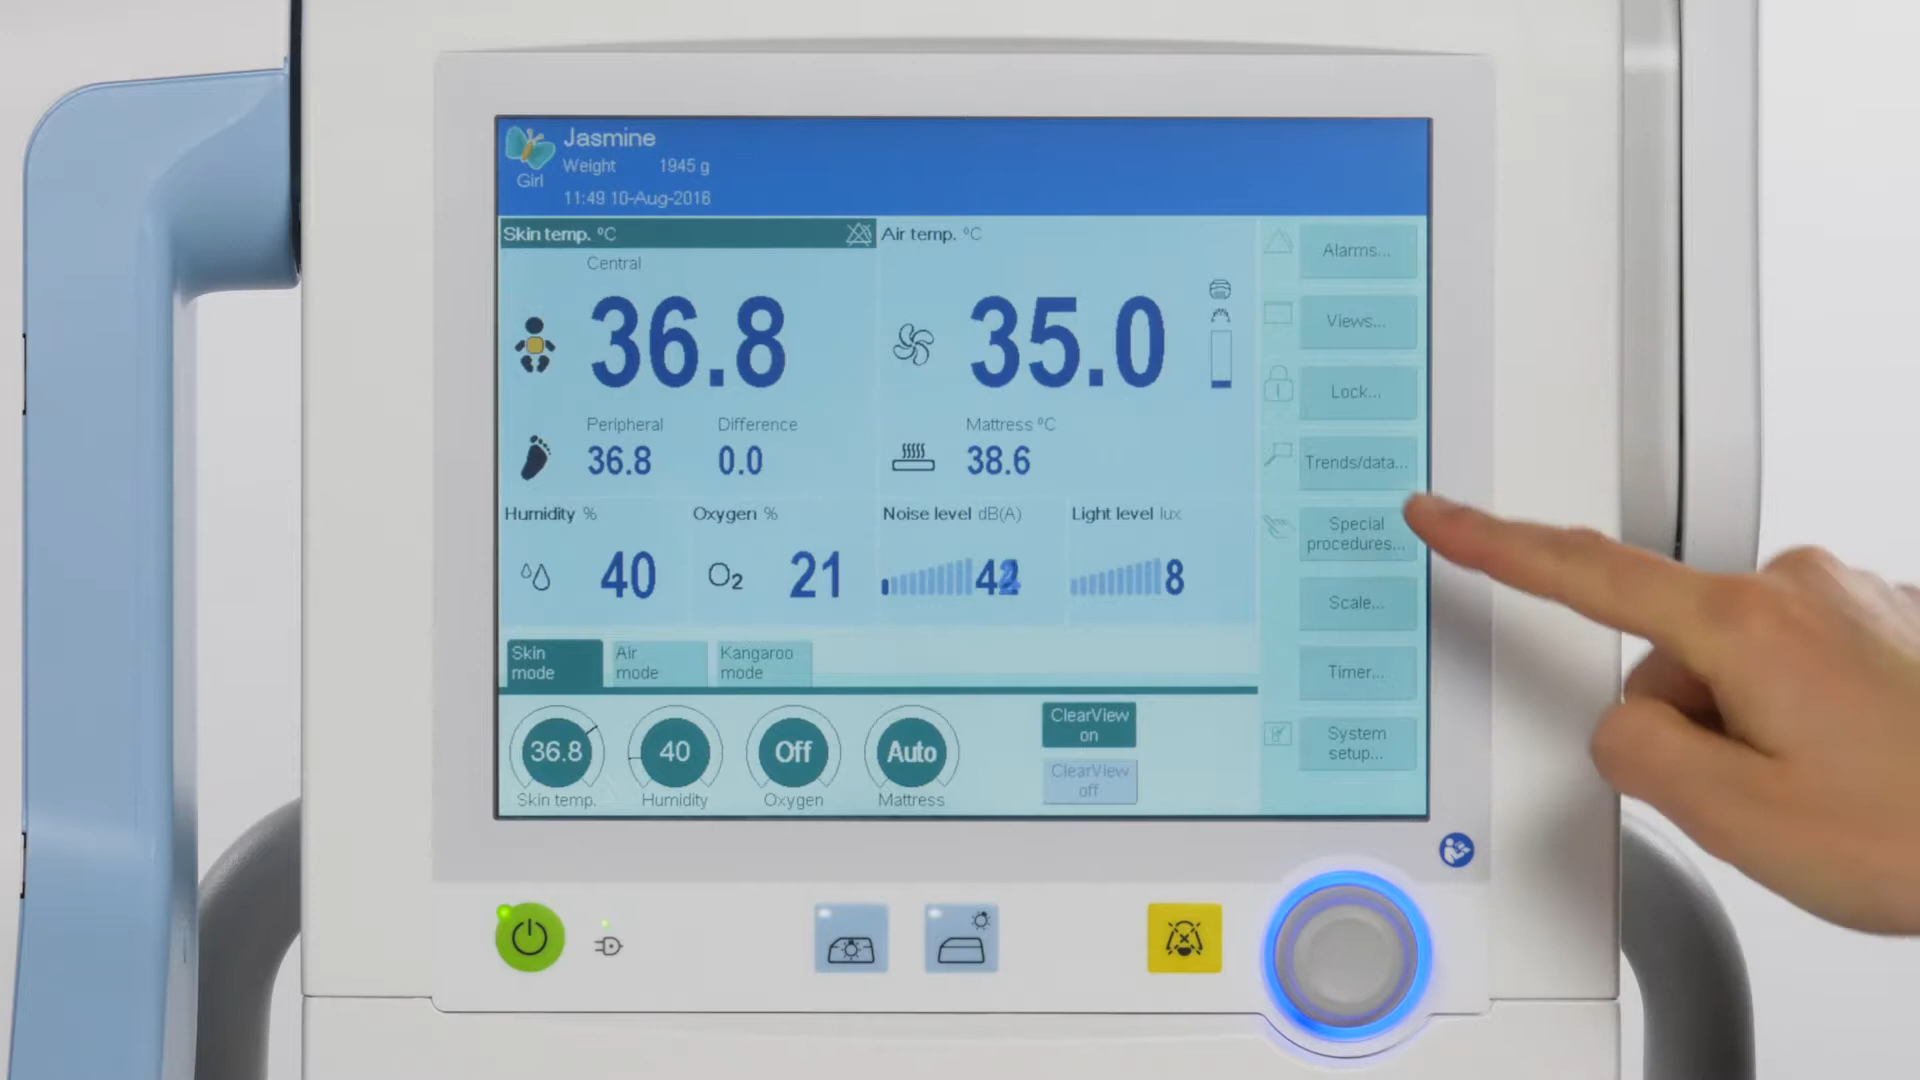 Jasmine
Weight 1945 g
Girl
11:49 10-Aug-2016
Skin temp. °C
Air temp. °C
Alarms...
Central
36.8
35.0
Views...
Lock...
Peripheral Difference
36.8 0.0
Mattress °C
38.6
Trends/data...
Humidity %
Oxygen %
Noise level dB(A)
Light level lux
Special
procedures...
40
O2 21
8
Scale...
Skin
mode
Air
mode
Kangaroo
mode
Timer...
36.8
Skin temp.
40
Humidity
Off
Oxygen
Auto
Mattress
ClearView
on
ClearView
off
System
setup...